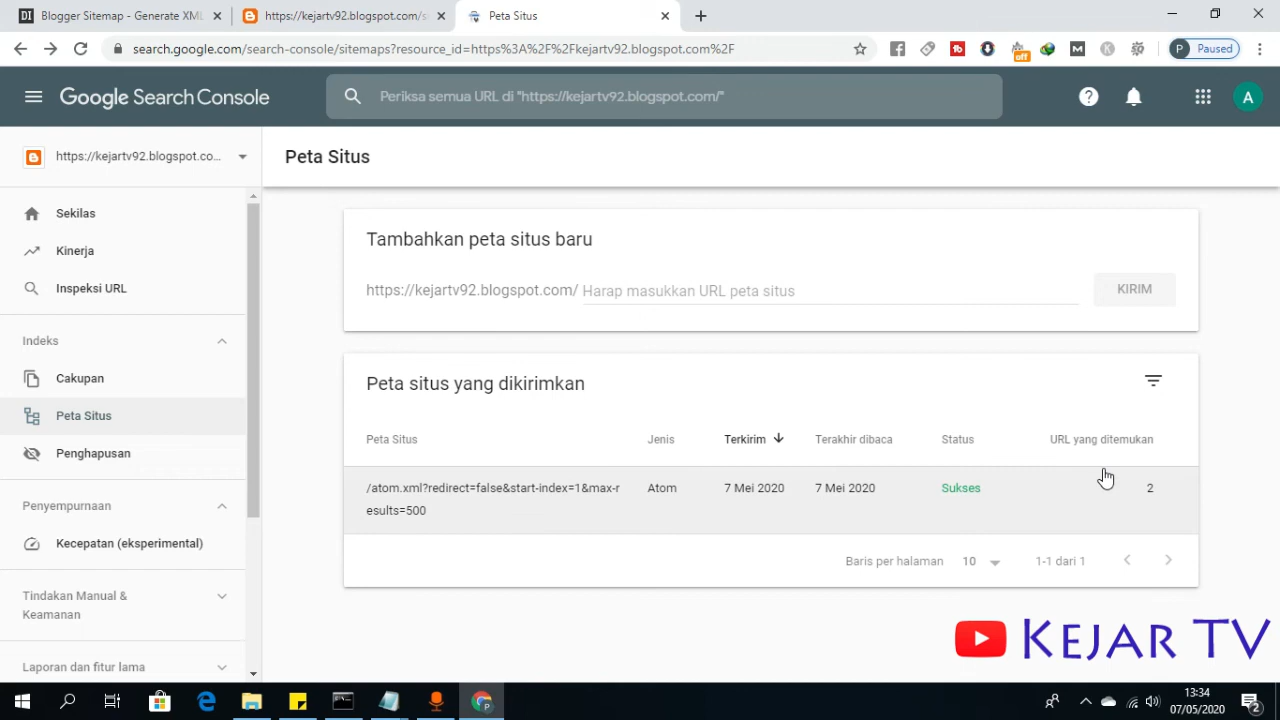 Blogger Sitemap - Generate XML
https://kejartv92.blogspot.com/s
Peta Situs
search.google.com/search-console/sitemaps?resource_id=https%3A%2F%2Fkejartv92.blogspot.com%2F
off
P Paused
Google Search Console
Periksa semua URL di "https://kejartv92.blogspot.com/"
A
https://kejartv92.blogspot.co...
Peta Situs
Sekilas
Kinerja
Inspeksi URL
Indeks
Cakupan
Peta Situs
Penghapusan
Penyempurnaan
Kecepatan (eksperimental)
Tindakan Manual &
Keamanan
Laporan dan fitur lama
Tambahkan peta situs baru
https://kejartv92.blogspot.com/ Harap masukkan URL peta situs
KIRIM
Peta situs yang dikirimkan
Peta Situs Jenis Terkirim Terakhir dibaca Status URL yang ditemukan
/atom.xml?redirect=false&start-index=1&max-r Atom 7 Mei 2020 7 Mei 2020 Sukses 2
esults=500
Baris per halaman 10 1-1 dari 1
KEJAR TV
13:34
07/05/2020
2